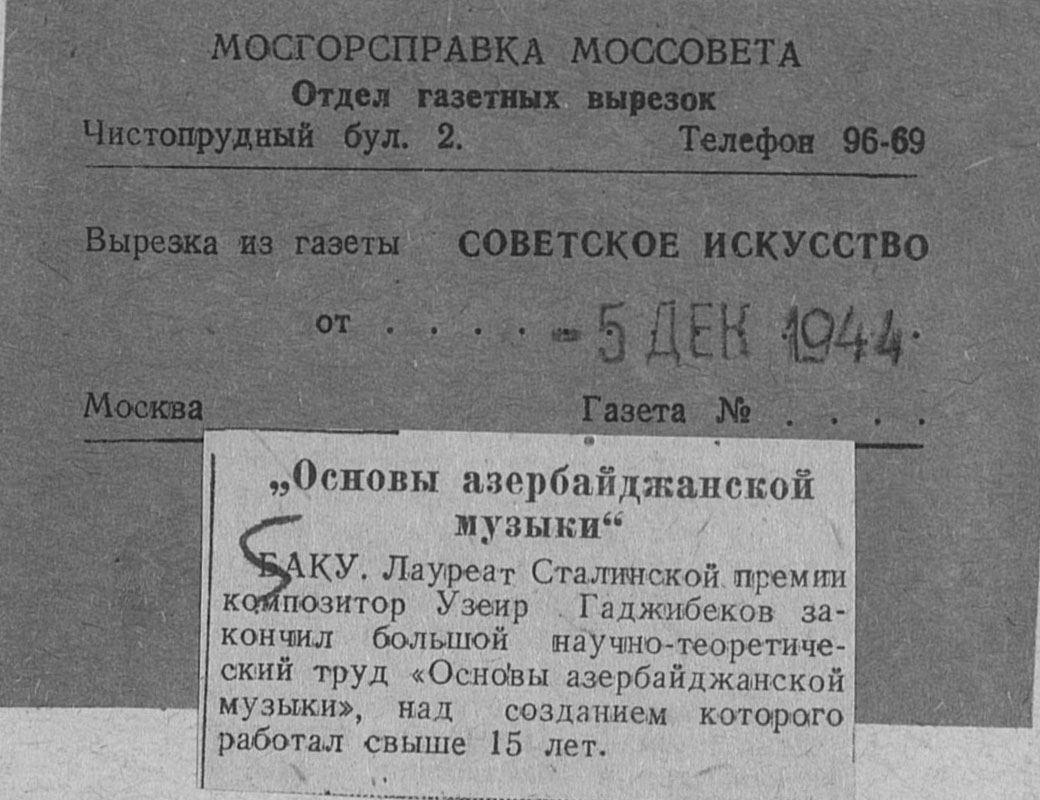 МОСГОРСПРАВКА МОССОВЕТА
Отдел газетных вырезок
Чистопрудный бул. 2. Телефон 96-69
Вырезка из газеты СОВЕТСКОЕ ИСКУССТВО
от . . . . - 5 ДЕК 1944 .
Москва Газета № . . . .
„Основы азербайджанской
музыки“
БАКУ. Лауреат Сталинской премии
композитор Узеир Гаджибеков за-
кончил большой научно-теоретиче-
ский труд «Основы азербайджанской
музыки», над созданием которого
работал свыше 15 лет.